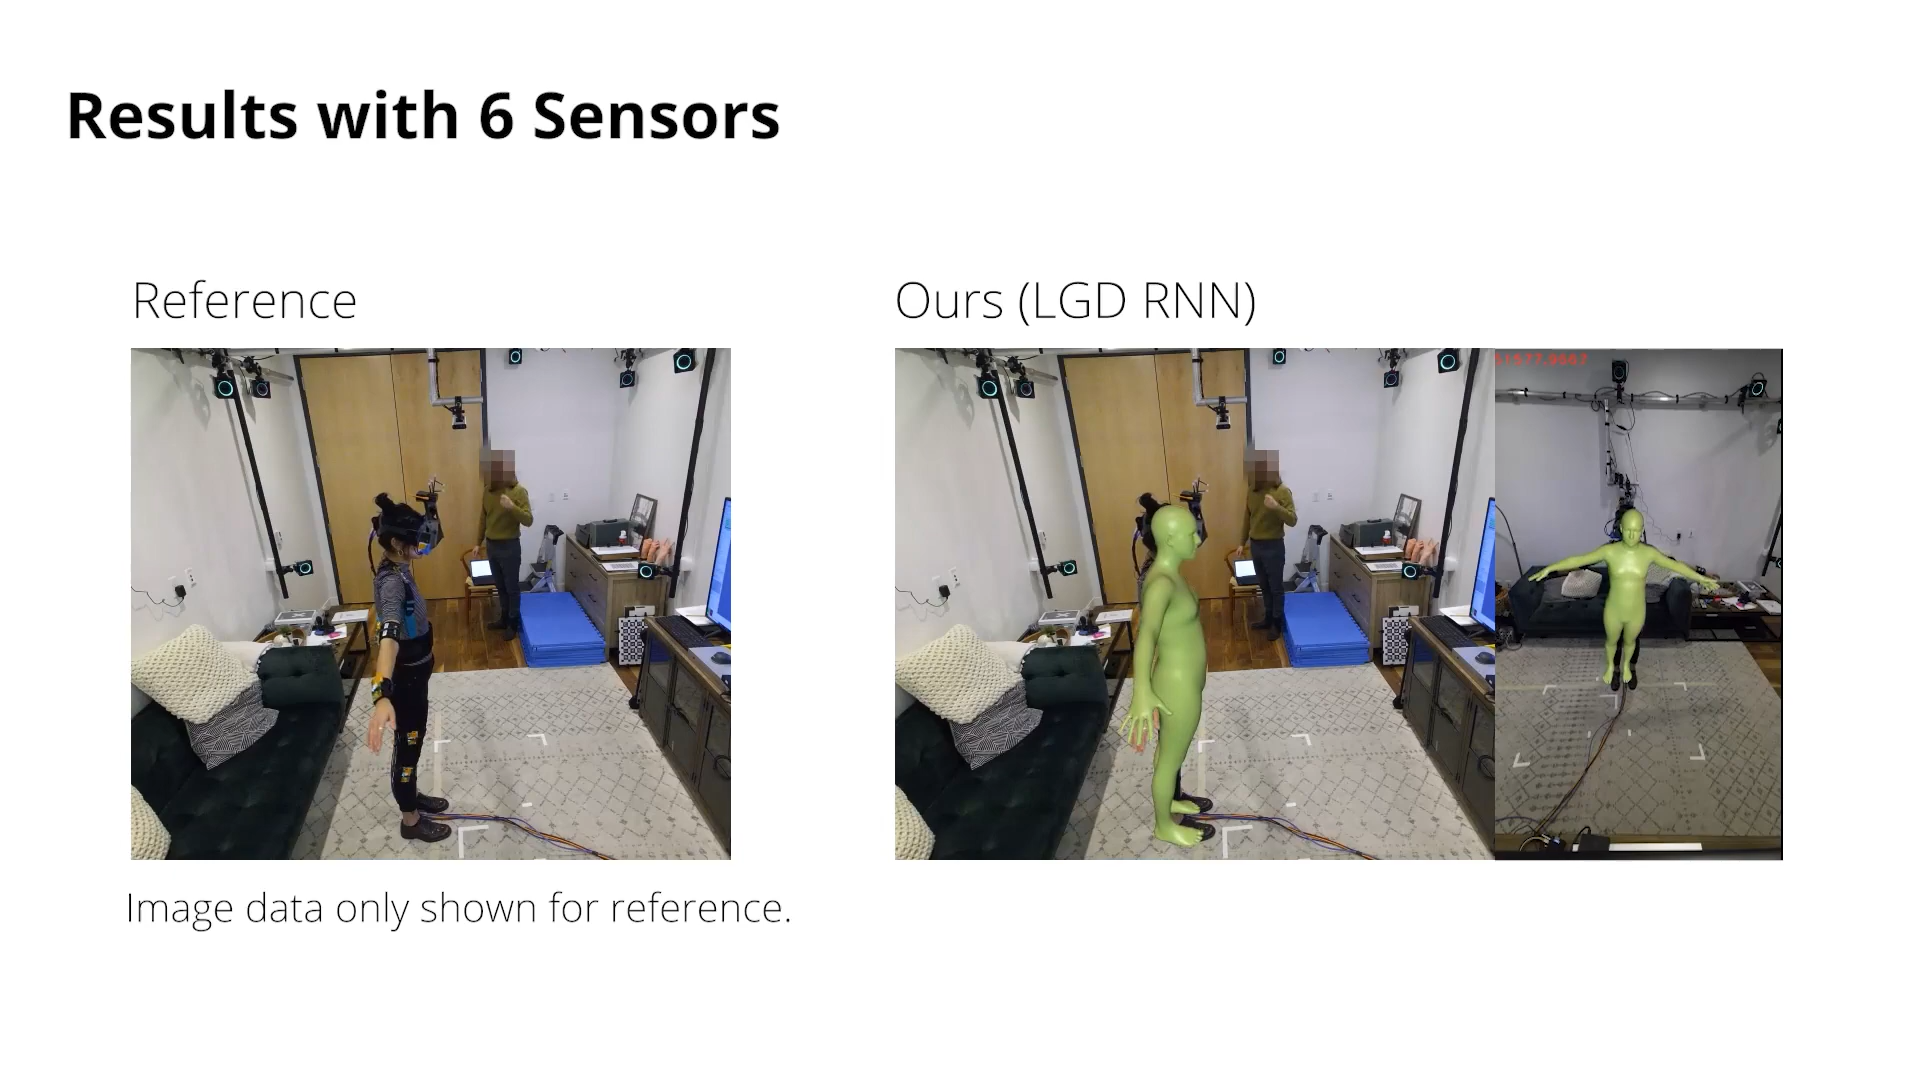 Results with 6 Sensors
Reference
Ours (LGD RNN)
Image data only shown for reference.